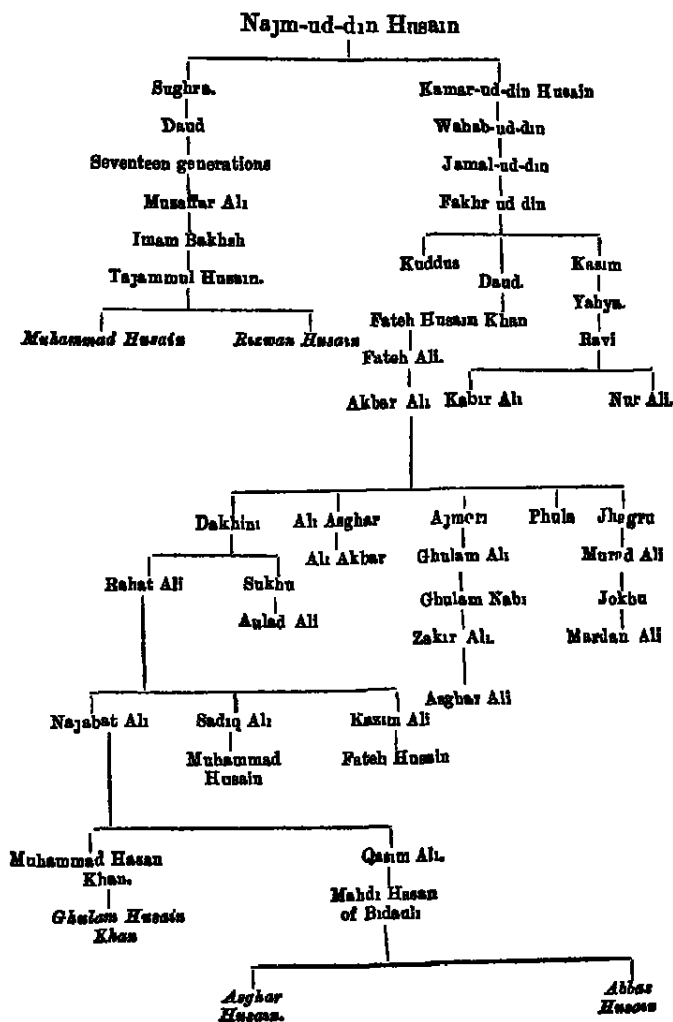 Najm-ud-din Husain
Sughra.
Kamar-ud-din Husain
Daud
Wahab-ud-din
Seventeen generations
Jamal-ud-din
Muzaffar Ali
Fakhr ud din
Imam Bakhsh
Kuddus
Daud.
Kasim
Tajammul Husain.
Yahya.
Fateh Husain Khan
Muhammad Husain
Rizwan Husain
Ravi
Fateh Ali.
Akbar Ali
Kabir Ali
Nur Ali.
Dakhini
Ali Asghar
Ajmeri
Phula
Jhagru
Ali Akbar
Ghulam Ali
Murad Ali
Rahat Ali
Sukhu
Ghulam Nabi
Jokhu
Aulad Ali
Zakir Ali.
Mardan Ali
Asghar Ali
Najabat Ali
Sadiq Ali
Kazim Ali
Muhammad
Husain
Fateh Husain
Muhammad Hasan
Khan.
Qasim Ali.
Ghulam Husain
Khan
Mahdi Hasan
of Bidauli
Asghar
Husain.
Abbas
Husain